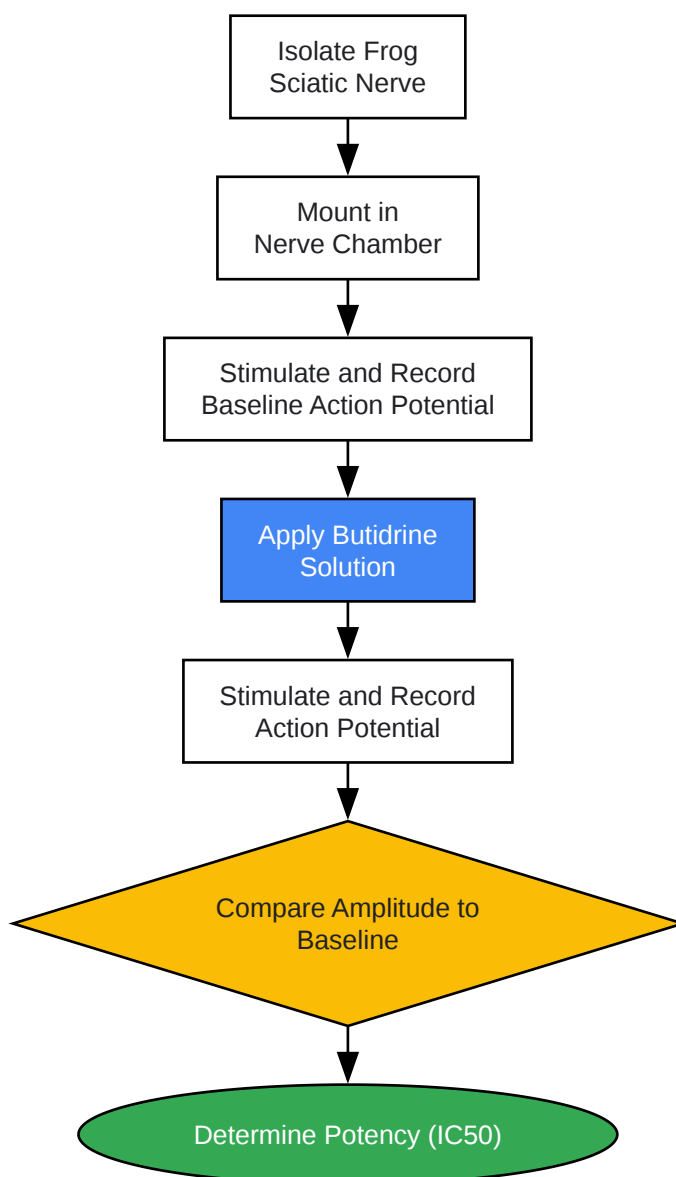 Isolate Frog
Sciatic Nerve
Mount in
Nerve Chamber
Stimulate and Record
Baseline Action Potential
Apply Butidrine
Solution
Stimulate and Record
Action Potential
Compare Amplitude to
Baseline
Determine Potency (IC50)